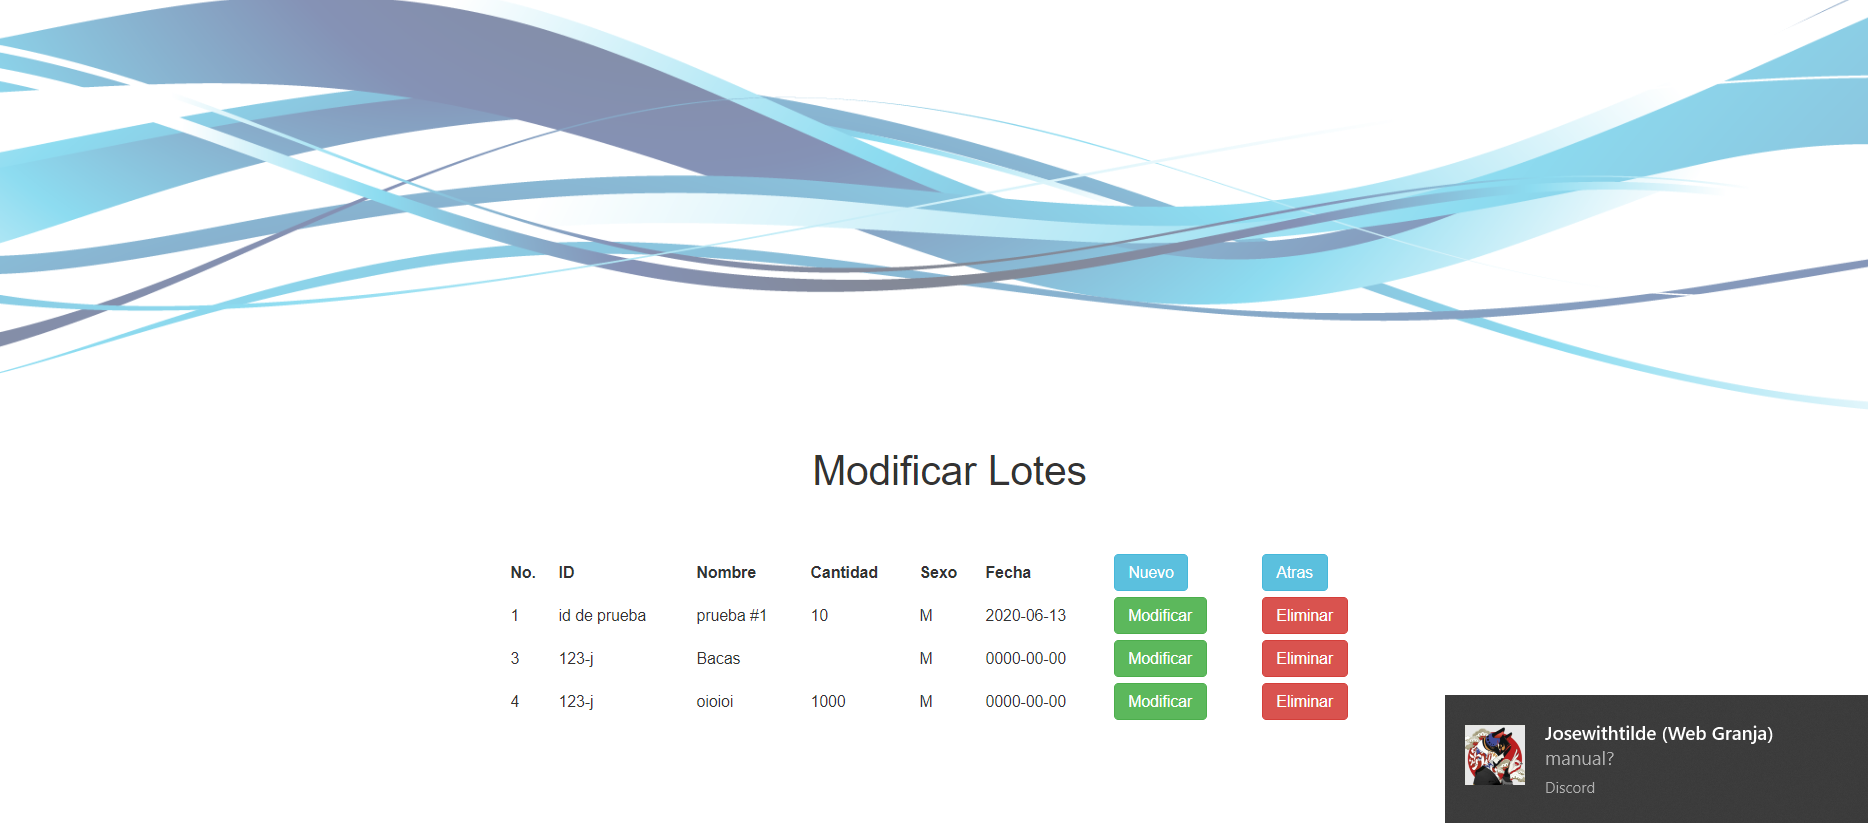 Modificar Lotes
No. ID Nombre Cantidad Sexo Fecha Nuevo Atras
1 id de prueba prueba #1 10 M 2020-06-13 Modificar Eliminar
3 123-j Bacas M 0000-00-00 Modificar Eliminar
4 123-j oioioi 1000 M 0000-00-00 Modificar Eliminar
Josewithtilde (Web Granja)
manual?
Discord